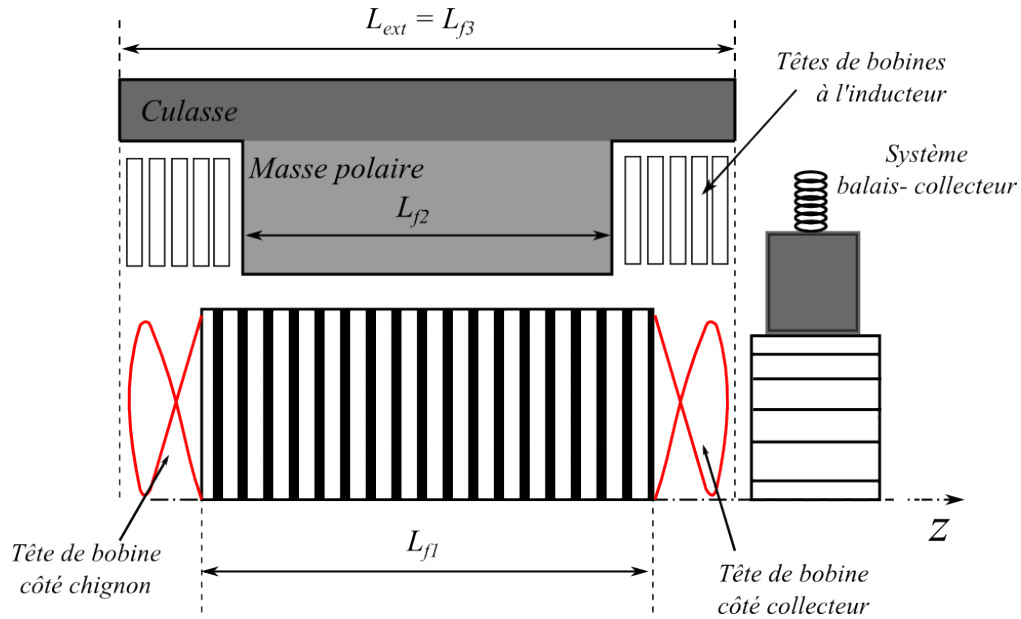 L_ext = L_f3
Têtes de bobines
à l'inducteur
Culasse
Système
balais- collecteur
Masse polaire
L_f2
z
L_f1
Tête de bobine
côté chignon
Tête de bobine
côté collecteur